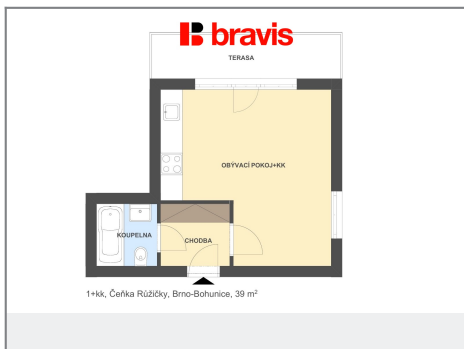 bravis
TERASA
OBÝVACÍ POKOJ+KK
KOUPELNA
CHODBA
1+kk, Čeňka Růžičky, Brno-Bohunice, 39 m²